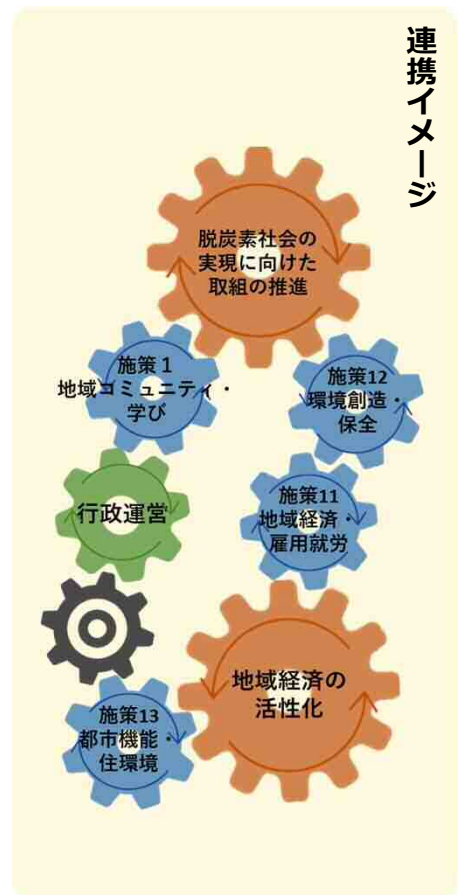 連携イメージ
脱炭素社会の
実現に向けた
取組の推進
施策１
地域コミュニティ・
学び
施策12
環境創造・
保全
行政運営
施策11
地域経済・
雇用就労
地域経済の
活性化
施策13
都市機能・
住環境